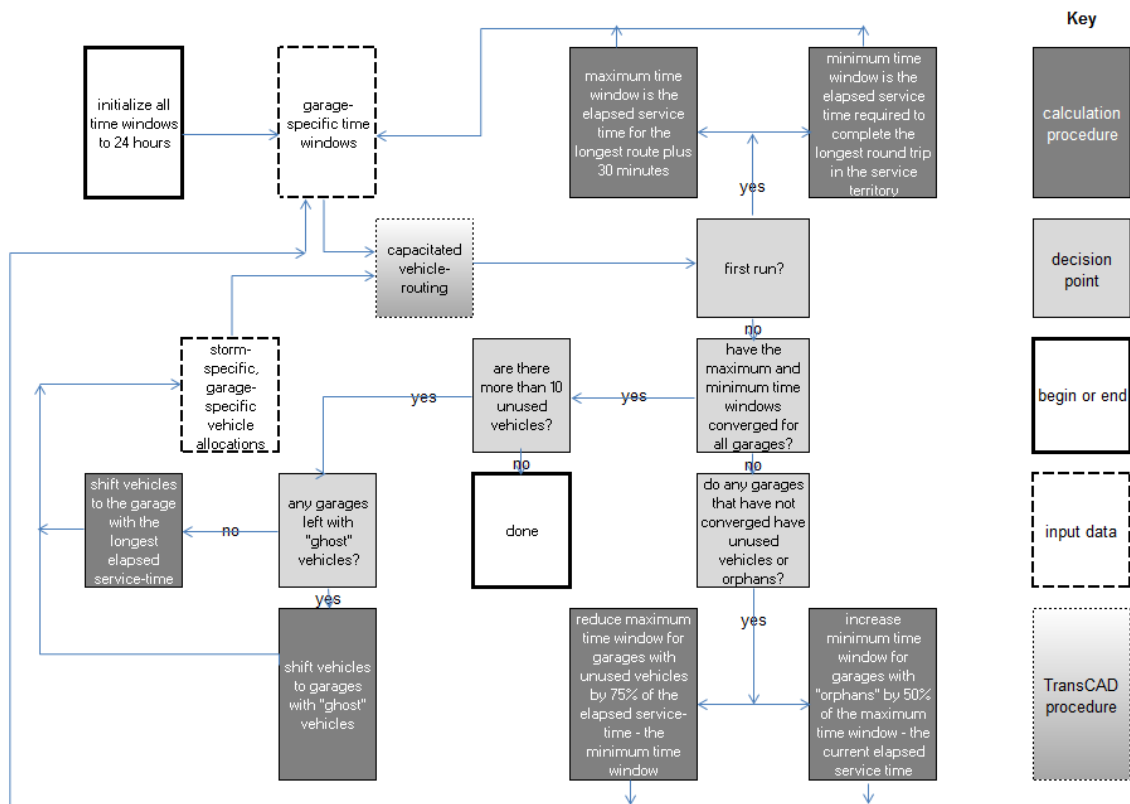 Key
initialize all
time windows
to 24 hours
garage-
specific time
windows
maximum time
window is the
elapsed service
time for the
longest route plus
30 minutes
minimum time
window is the
elapsed service
time required to
complete the
longest round trip
in the service
territory
calculation
procedure
yes
capacitated
vehicle-
routing
first run?
decision
point
no
storm-
specific,
garage-
specific
vehicle
allocations
are there
more than 10
unused
vehicles?
have the
maximum and
minimum time
windows
converged for
all garages?
begin or end
yes
yes
no
no
shift vehicles
to the garage
with the
longest
elapsed
service-time
no
any garages
left with
"ghost"
vehicles?
done
do any garages
that have not
converged have
unused
vehicles or
orphans?
input data
yes
yes
shift vehicles
to garages
with "ghost"
vehicles
reduce maximum
time window for
garages with
unused vehicles
by 75% of the
elapsed service-
time - the
minimum time
window
increase
minimum time
window for
garages with
"orphans" by 50%
of the maximum
time window - the
current elapsed
service time
TransCAD
procedure